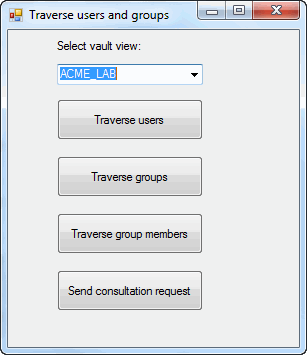 Traverse users and groups
Select vault view:
ACME_LAB
Traverse users
Traverse groups
Traverse group members
Send consultation request